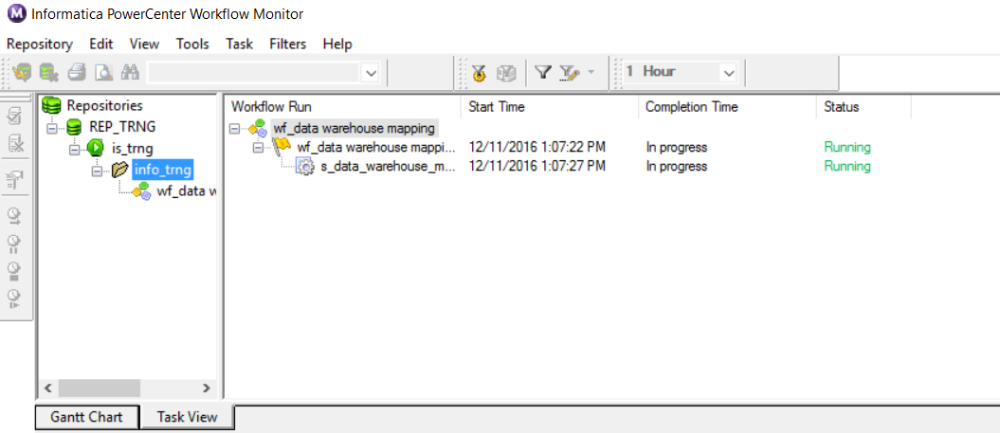 Informatica PowerCenter Workflow Monitor
Repository Edit View Tools Task Filters Help
1 Hour
Repositories
REP_TRNG
is_trng
info_trng
wf_data w
Workflow Run Start Time Completion Time Status
wf_data warehouse mapping
wf_data warehouse mappi... 12/11/2016 1:07:22 PM In progress Running
s_data_warehouse_m... 12/11/2016 1:07:27 PM In progress Running
Gantt Chart Task View